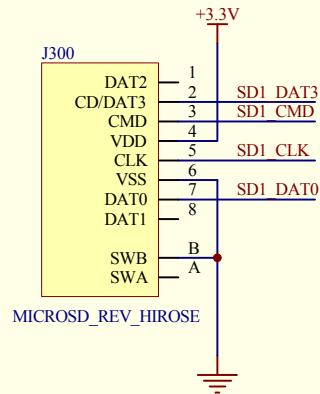 +3.3V
J300
DAT2 1
CD/DAT3 2 SD1_DAT3
CMD 3 SD1_CMD
VDD 4
CLK 5 SD1_CLK
VSS 6
DAT0 7 SD1_DAT0
DAT1 8
SWB B
SWA A
MICROSD_REV_HIROSE